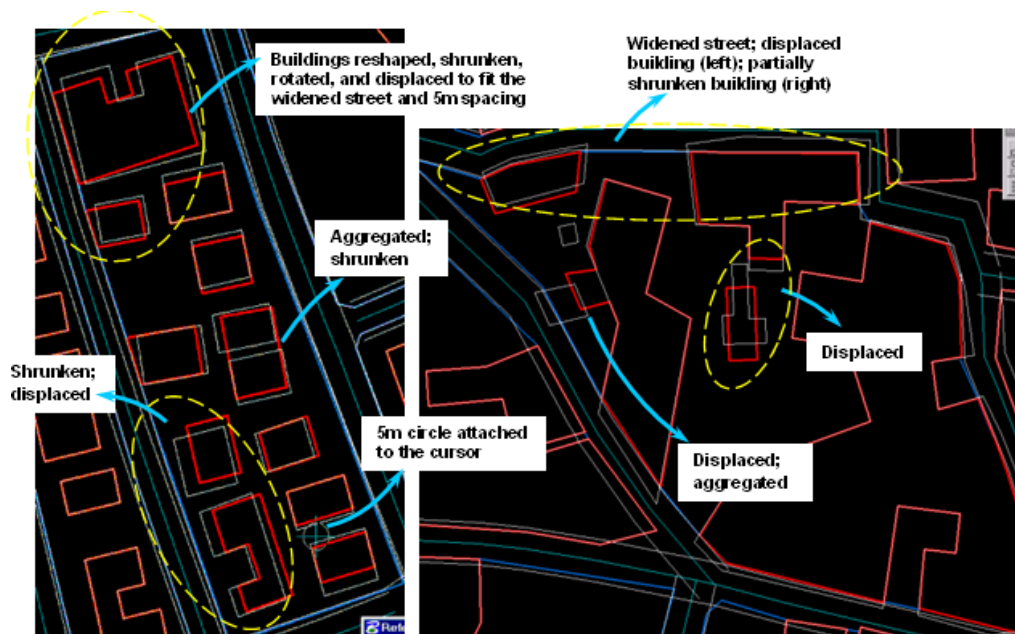 Buildings reshaped, shrunken,
rotated, and displaced to fit the
widened street and 5m spacing
Widened street; displaced
building (left); partially
shrunken building (right)
Aggregated;
shrunken
Shrunken;
displaced
Displaced
5m circle attached
to the cursor
Displaced;
aggregated